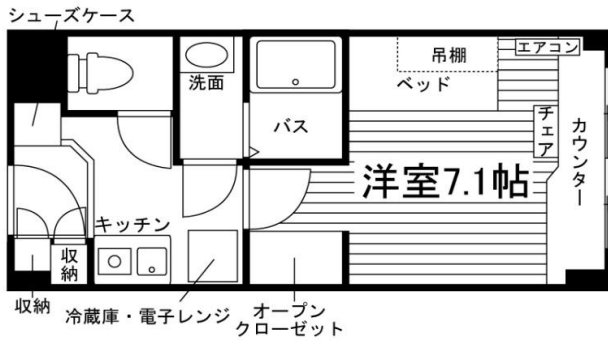 シューズケース
エアコン
吊棚
ベッド
洗面
チェア
カウンター
バス
洋室7.1帖
キッチン
収納
収納
冷蔵庫・電子レンジ
オープン
クローゼット